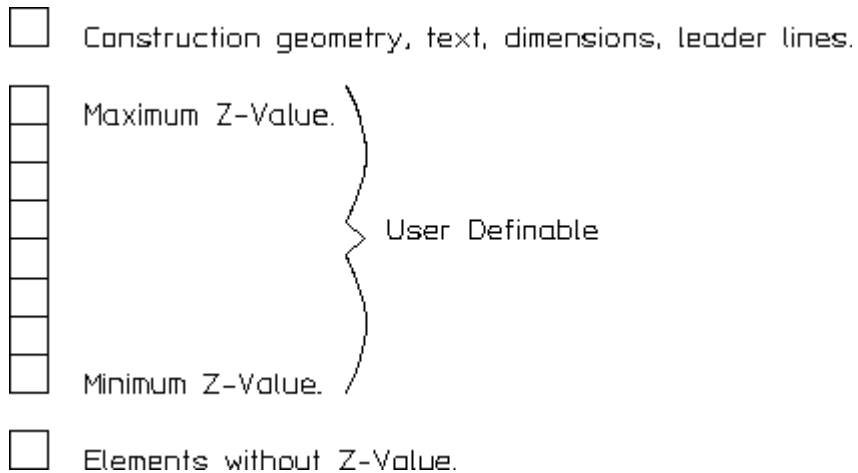 Construction geometry, text, dimensions, leader lines.
Maximum Z-Value.
User Definable
Minimum Z-Value.
Elements without Z-Value.